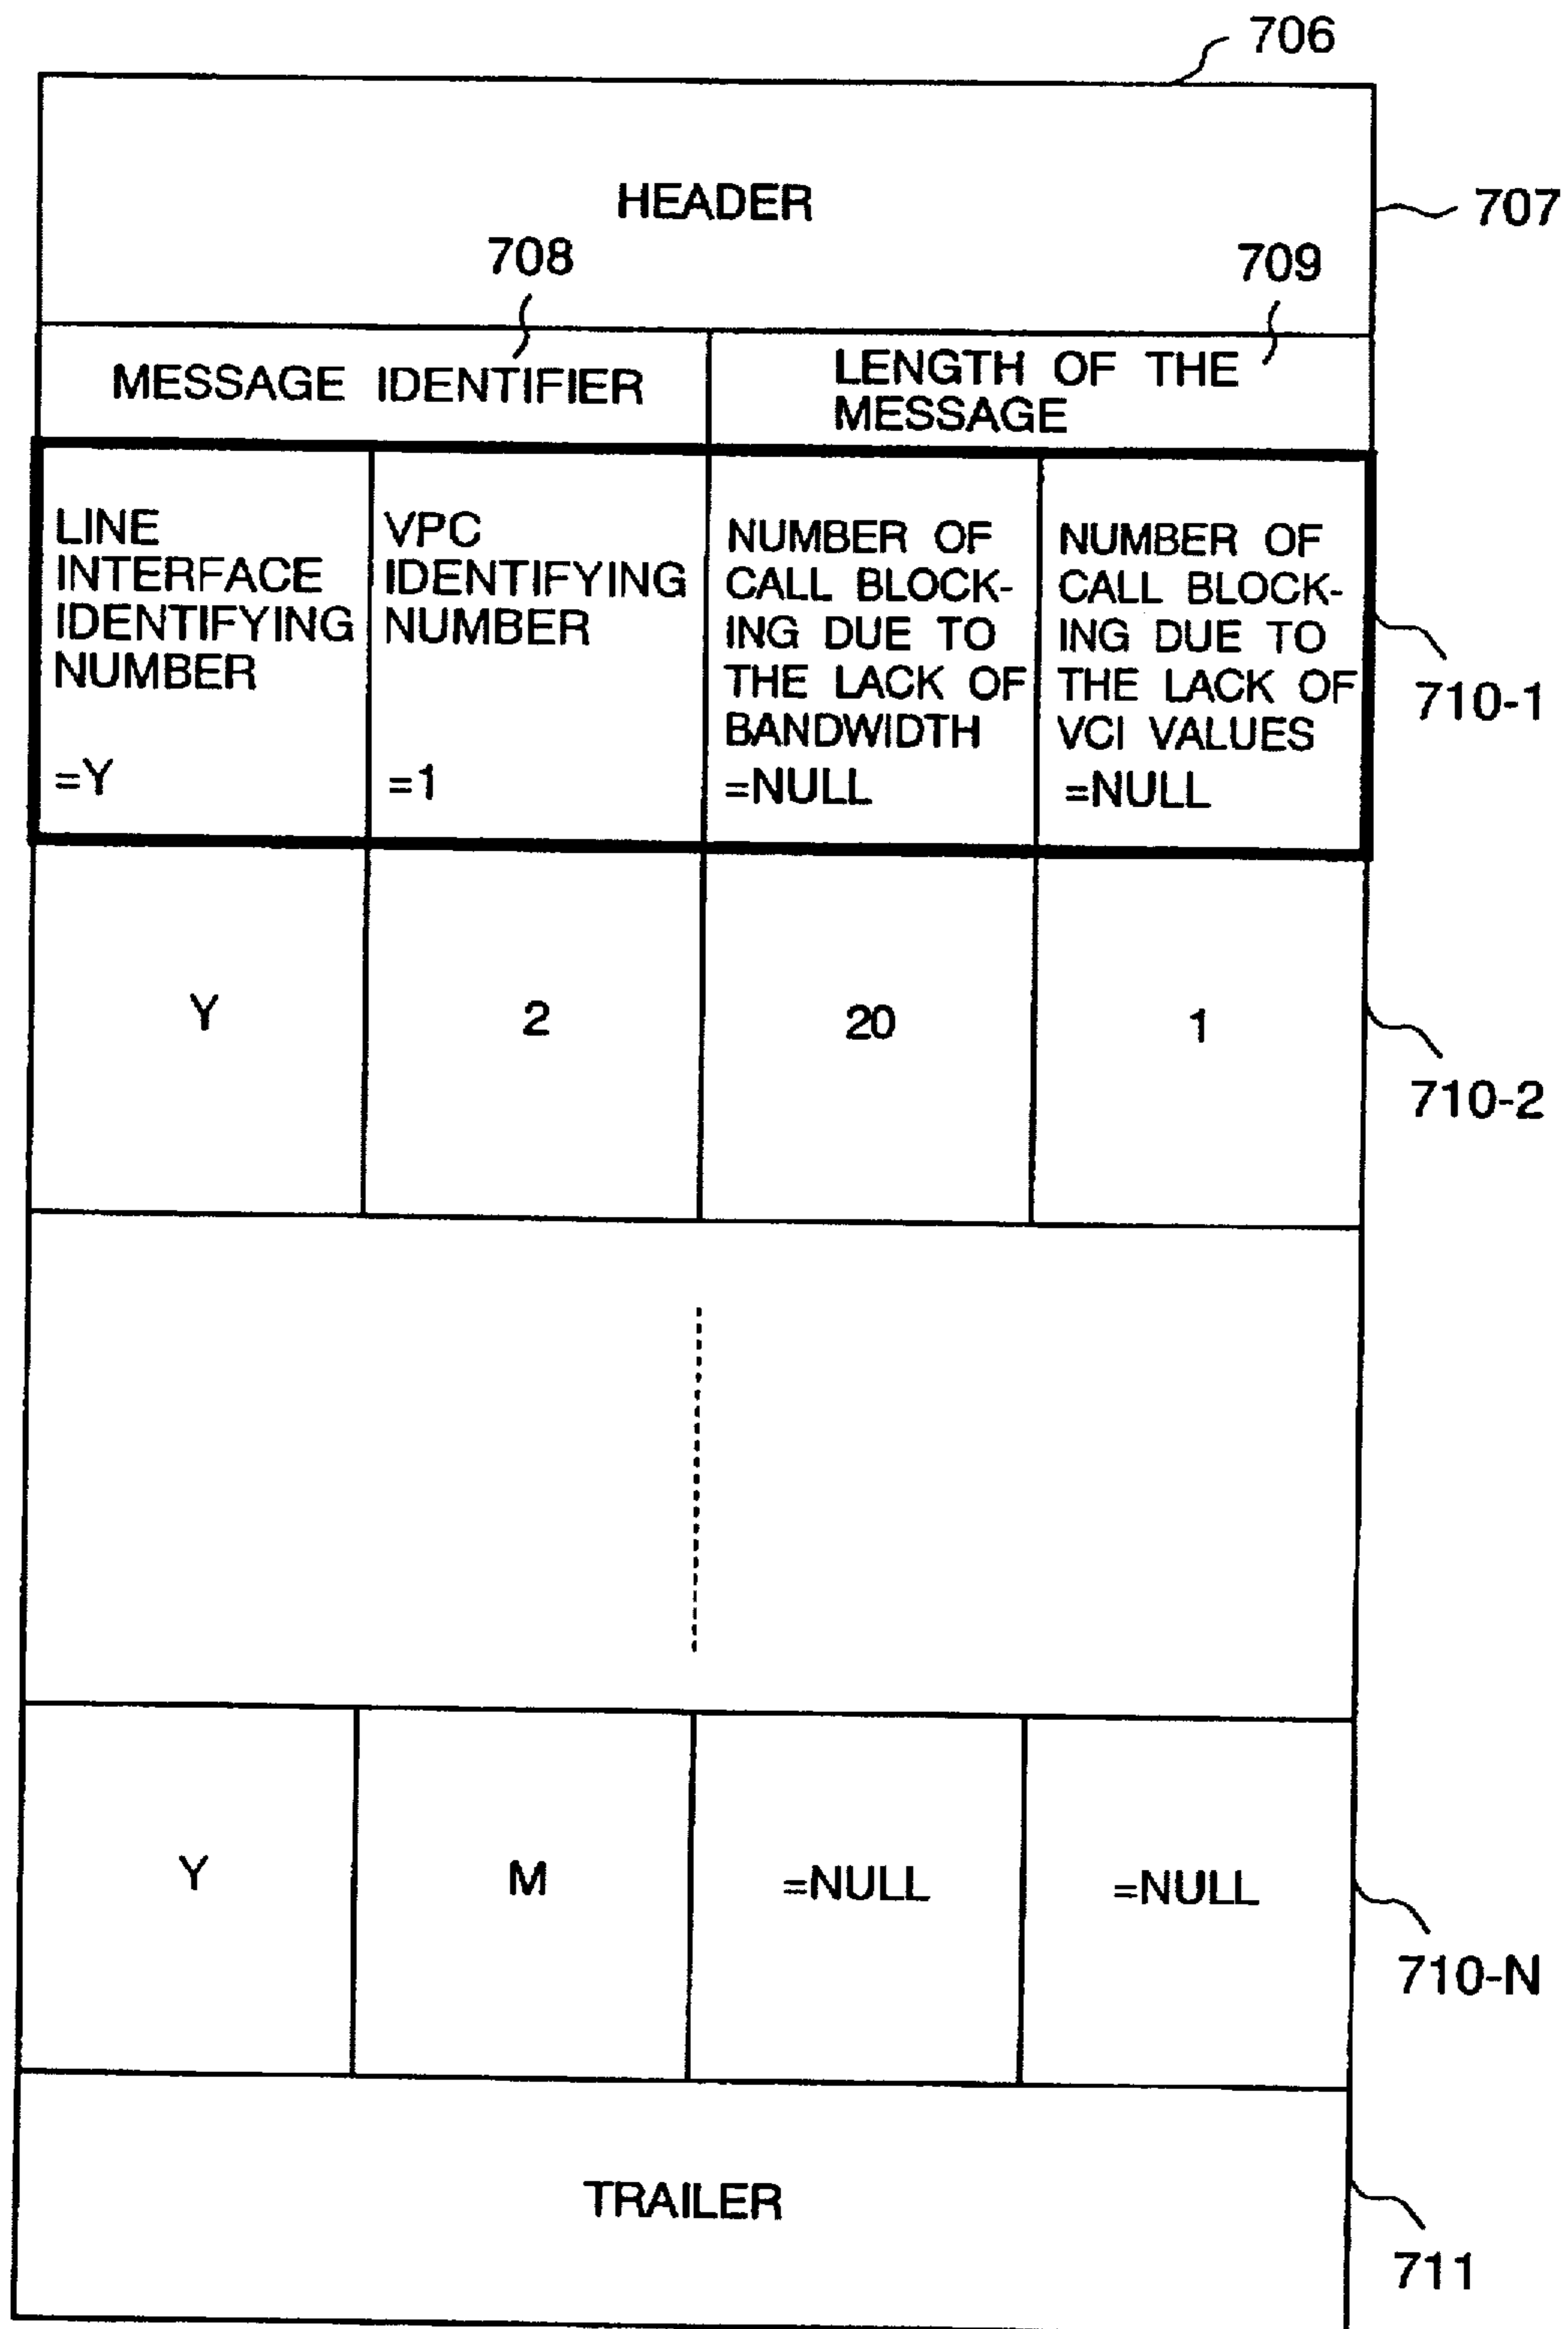 706
HEADER
707
708
709
MESSAGE IDENTIFIER
LENGTH OF THE
MESSAGE
LINE
INTERFACE
IDENTIFYING
NUMBER
=Y
VPC
IDENTIFYING
NUMBER
=1
NUMBER OF
CALL BLOCK-
ING DUE TO
THE LACK OF
BANDWIDTH
=NULL
NUMBER OF
CALL BLOCK-
ING DUE TO
THE LACK OF
VCI VALUES
=NULL
710-1
Y
2
20
1
710-2
Y
M
=NULL
=NULL
710-N
TRAILER
711